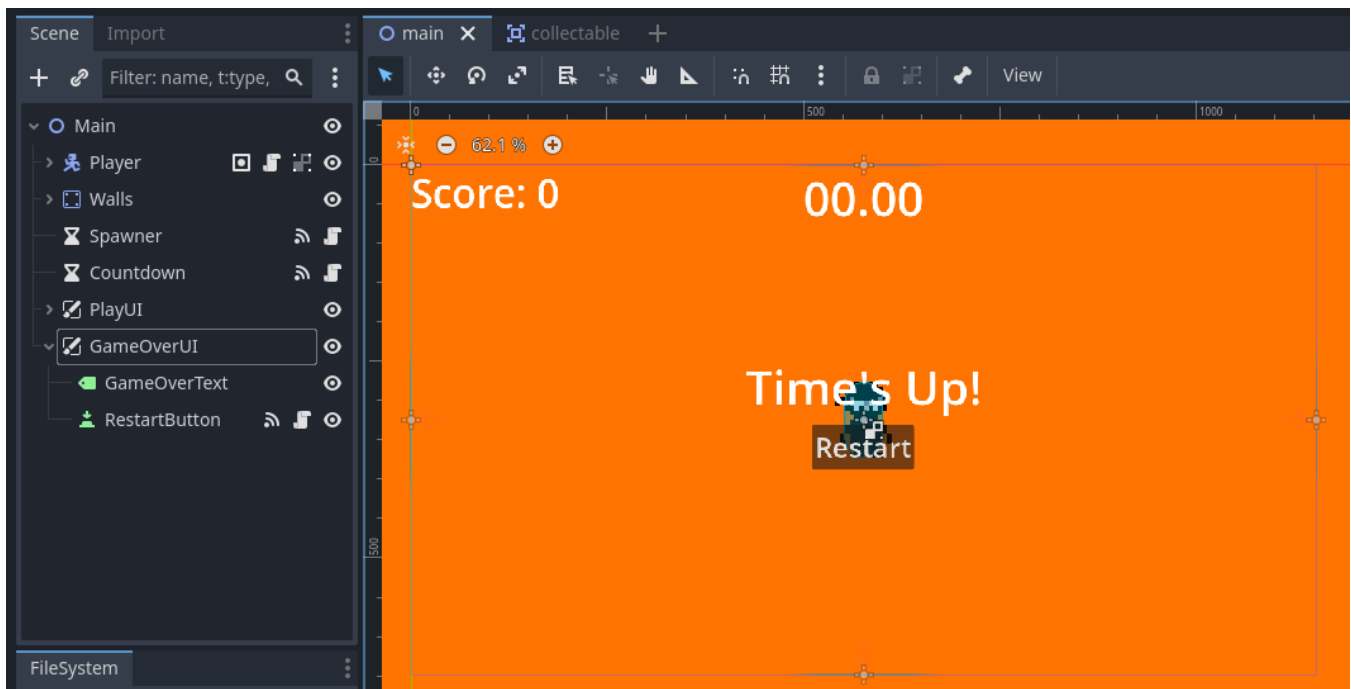 Scene Import
Filter: name, t:type,
Main
Player
Walls
Spawner
Countdown
PlayUI
GameOverUI
GameOverText
RestartButton
FileSystem
main collectable
View
0 500 1000
62.1 %
0
500
Score: 0
00.00
Time's Up!
Restart